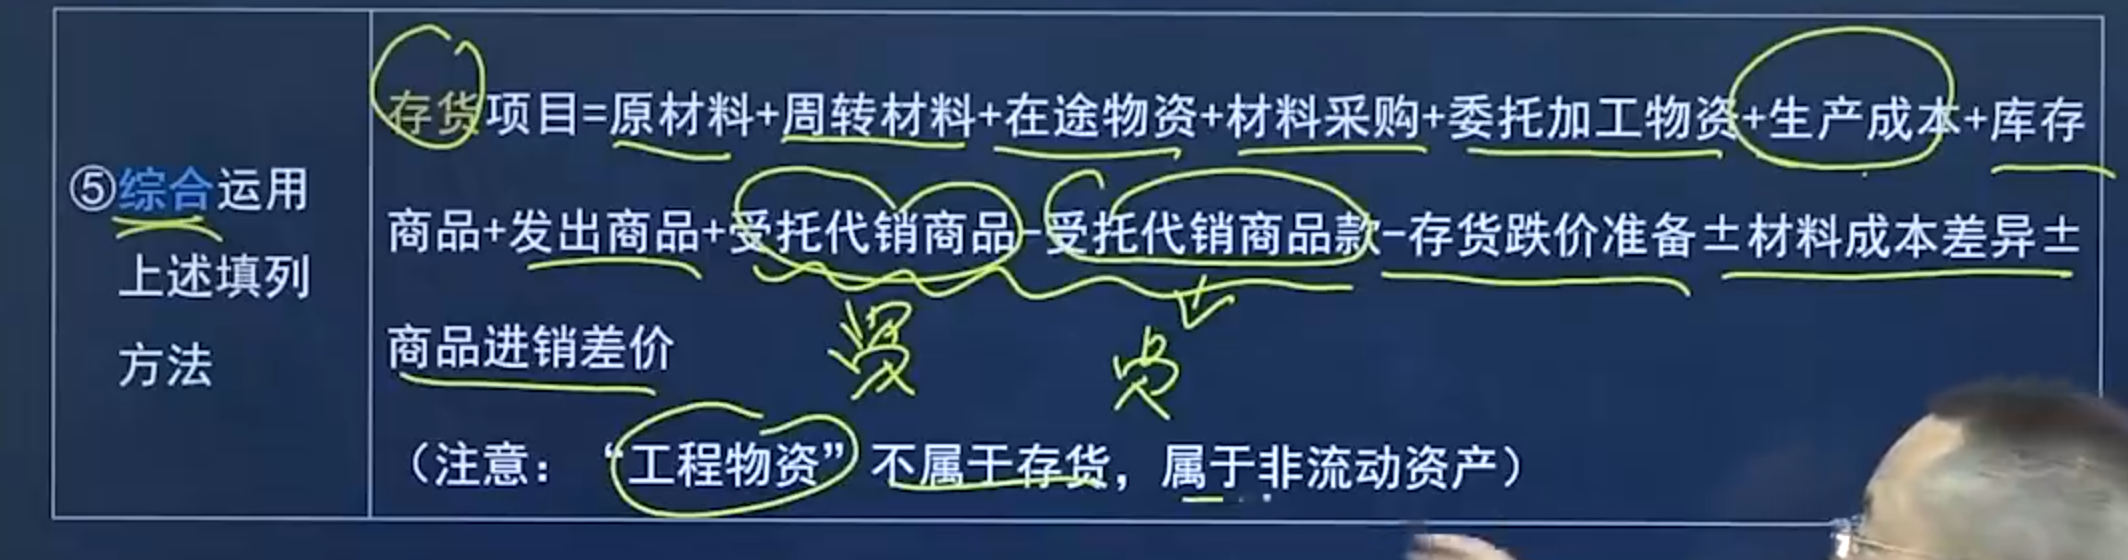 ⑤综合运用
上述填列
方法
存货项目=原材料+周转材料+在途物资+材料采购+委托加工物资+生产成本+库存
商品+发出商品+受托代销商品-受托代销商品款-存货跌价准备±材料成本差异±
商品进销差价
（注意：“工程物资”不属于存货，属于非流动资产）